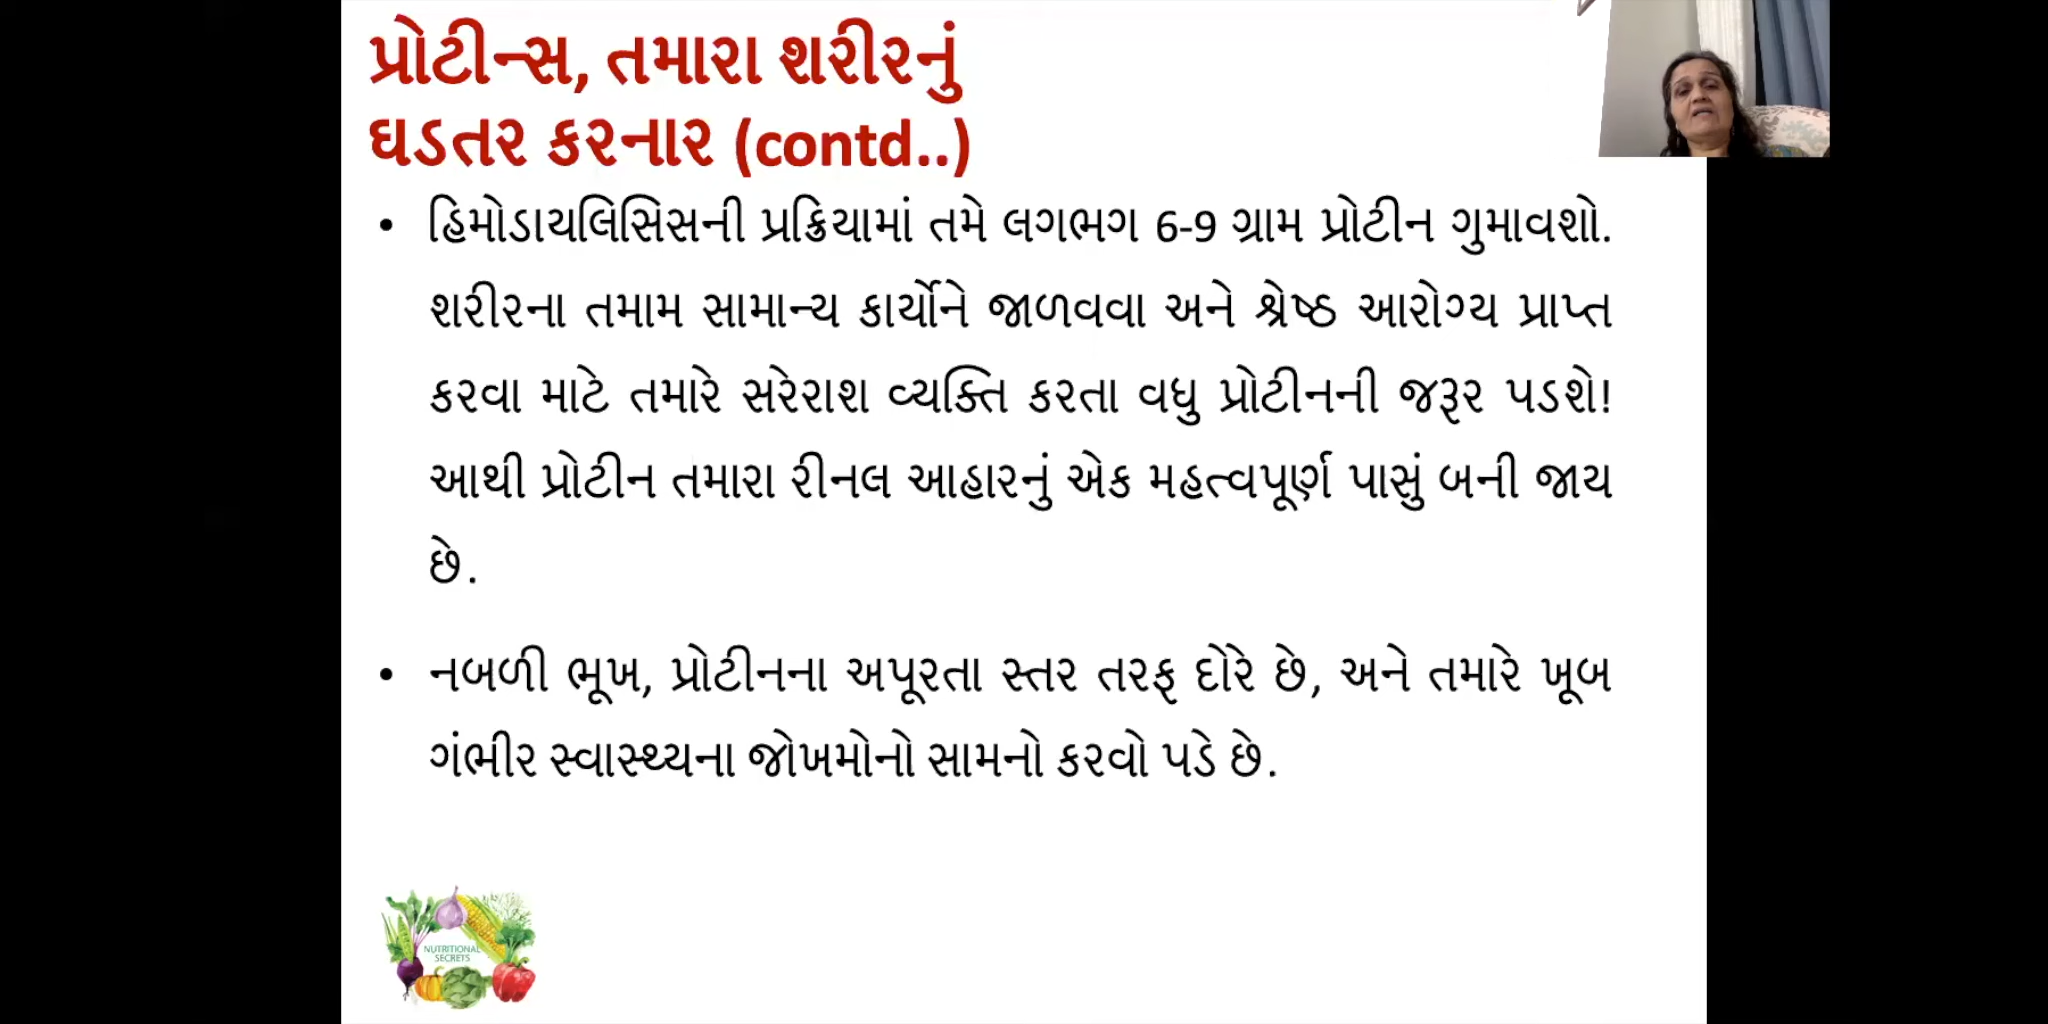 પ્રોટીન્સ, તમારા શરીરનું
ઘડતર કરનાર (contd..)
• હિમોડાયલિસિસની પ્રક્રિયામાં તમે લગભગ 6-9 ગ્રામ પ્રોટીન ગુમાવશો.
શરીરના તમામ સામાન્ય કાર્યોને જાળવવા અને શ્રેષ્ઠ આરોગ્ય પ્રાપ્ત
કરવા માટે તમારે સરેરાશ વ્યક્તિ કરતા વધુ પ્રોટીનની જરૂર પડશે!
આથી પ્રોટીન તમારા રીનલ આહારનું એક મહત્વપૂર્ણ પાસું બની જાય
છે.
• નબળી ભૂખ, પ્રોટીનના અપૂરતા સ્તર તરફ દોરે છે, અને તમારે ખૂબ
ગંભીર સ્વાસ્થ્યના જોખમોનો સામનો કરવો પડે છે.
NUTRITIONAL
SECRETS